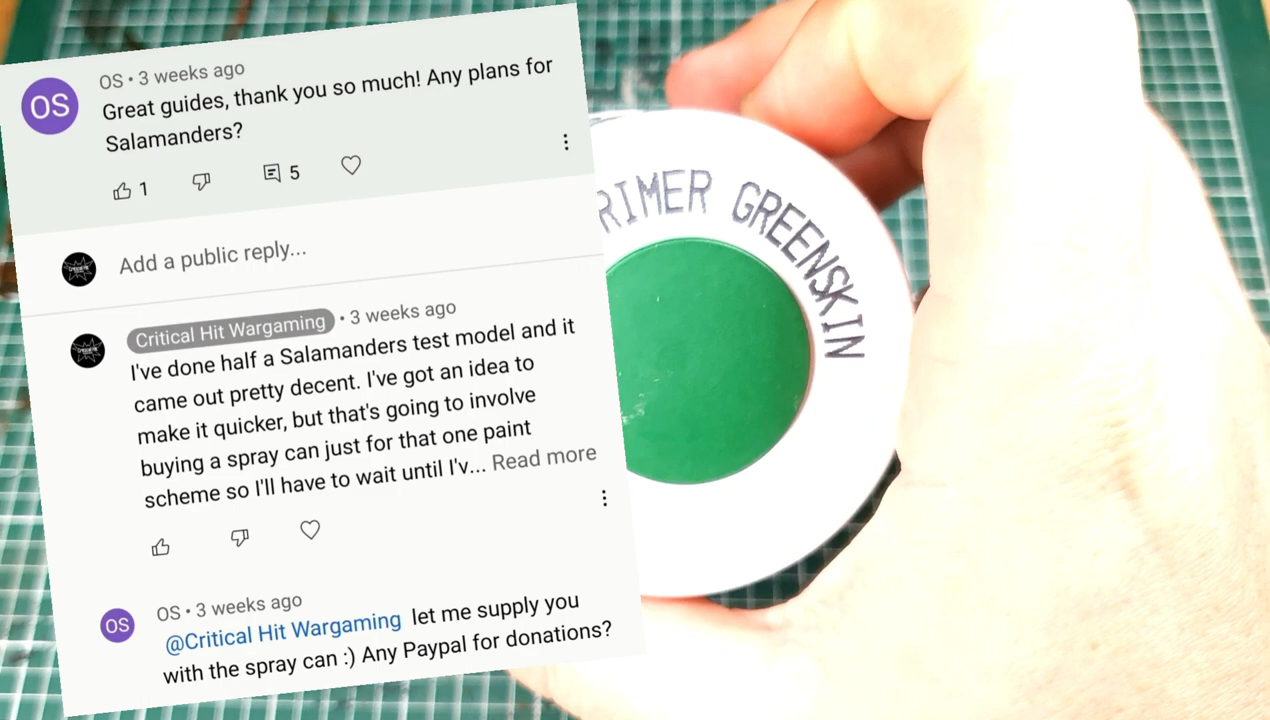 OS • 3 weeks ago
Great guides, thank you so much! Any plans for
Salamanders?
1
5
Add a public reply...
Critical Hit Wargaming • 3 weeks ago
I've done half a Salamanders test model and it
came out pretty decent. I've got an idea to
make it quicker, but that's going to involve
buying a spray can just for that one paint
scheme so I'll have to wait until I'v... Read more
OS • 3 weeks ago
@Critical Hit Wargaming let me supply you
with the spray can :) Any Paypal for donations?
OS
OS
RIMER GREENSKIN